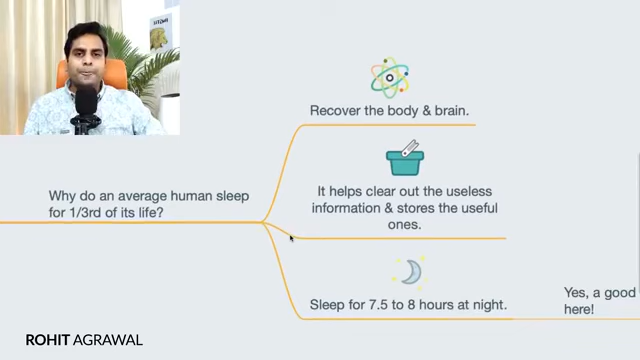 Recover the body & brain.
It helps clear out the useless
information & stores the useful
ones.
Why do an average human sleep
for 1/3rd of its life?
Sleep for 7.5 to 8 hours at night.
Yes, a good
here!
ROHIT AGRAWAL